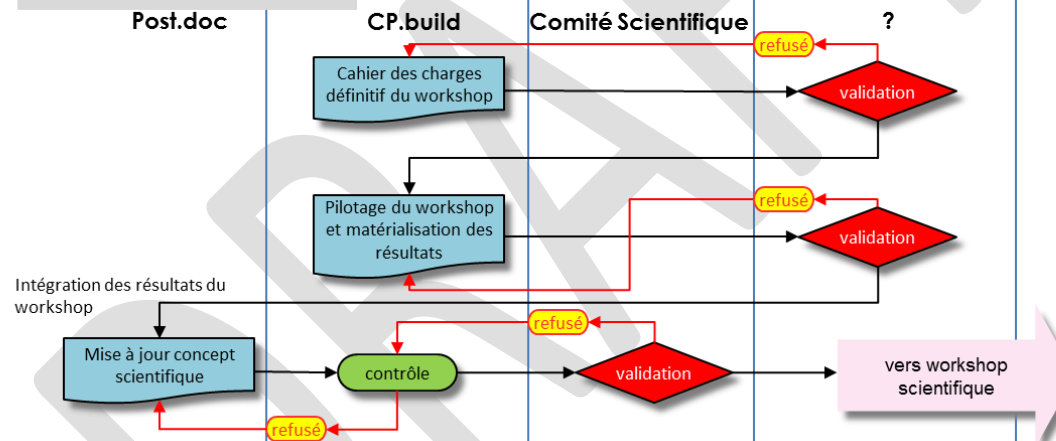 Post.doc
CP.build
Comité Scientifique
?
refusé
Cahier des charges
définitif du workshop
validation
refusé
Pilotage du workshop
et matérialisation des
résultats
validation
Intégration des résultats du
workshop
refusé
Mise à jour concept
scientifique
contrôle
validation
vers workshop
scientifique
refusé